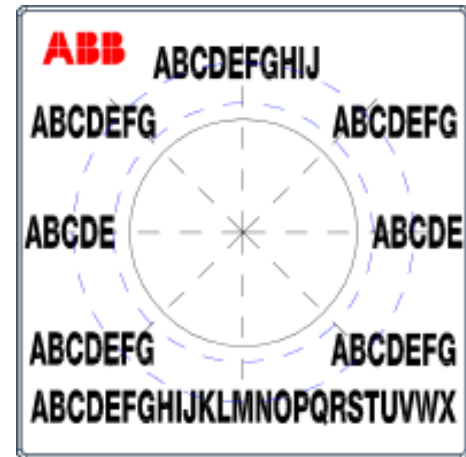 ABB
ABCDEFGHIJ
ABCDEFG ABCDEFG
ABCDE ABCDE
ABCDEFG ABCDEFG
ABCDEFGHIJKLMNOPQRSTUVWX